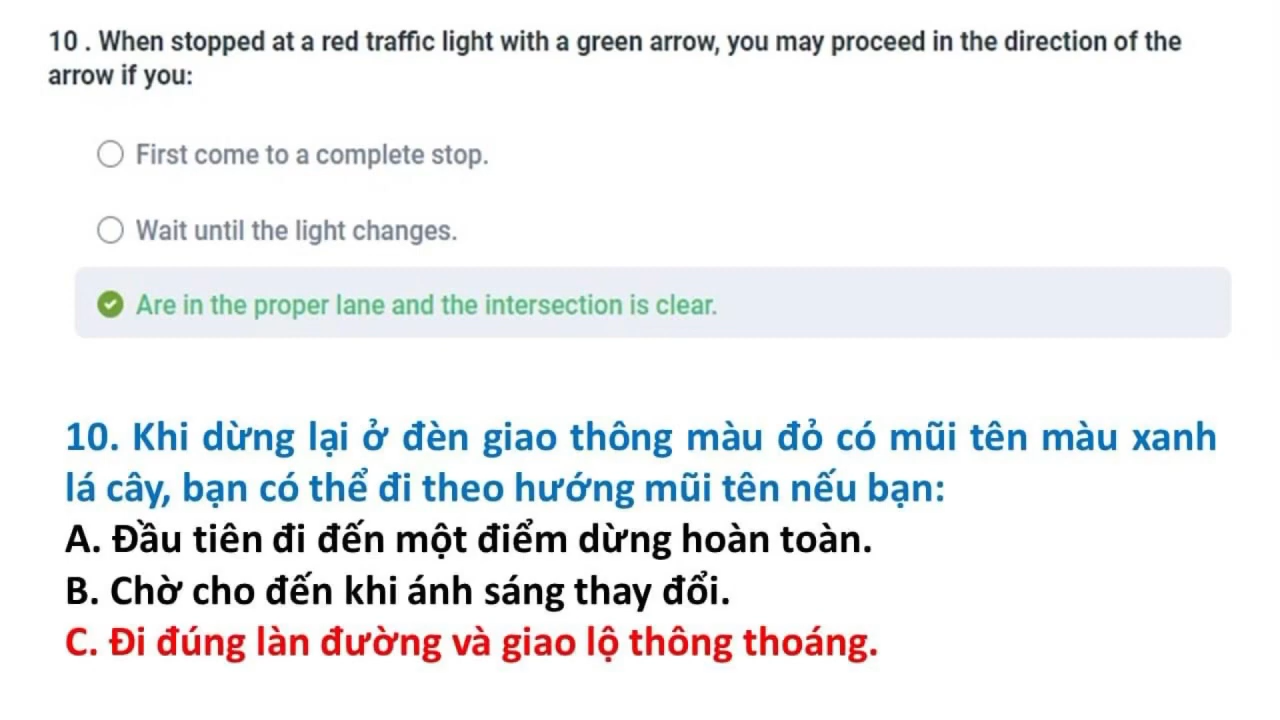 10 . When stopped at a red traffic light with a green arrow, you may proceed in the direction of the
arrow if you:
First come to a complete stop.
Wait until the light changes.
Are in the proper lane and the intersection is clear.
10. Khi dừng lại ở đèn giao thông màu đỏ có mũi tên màu xanh
lá cây, bạn có thể đi theo hướng mũi tên nếu bạn:
A. Đầu tiên đi đến một điểm dừng hoàn toàn.
B. Chờ cho đến khi ánh sáng thay đổi.
C. Đi đúng làn đường và giao lộ thông thoáng.